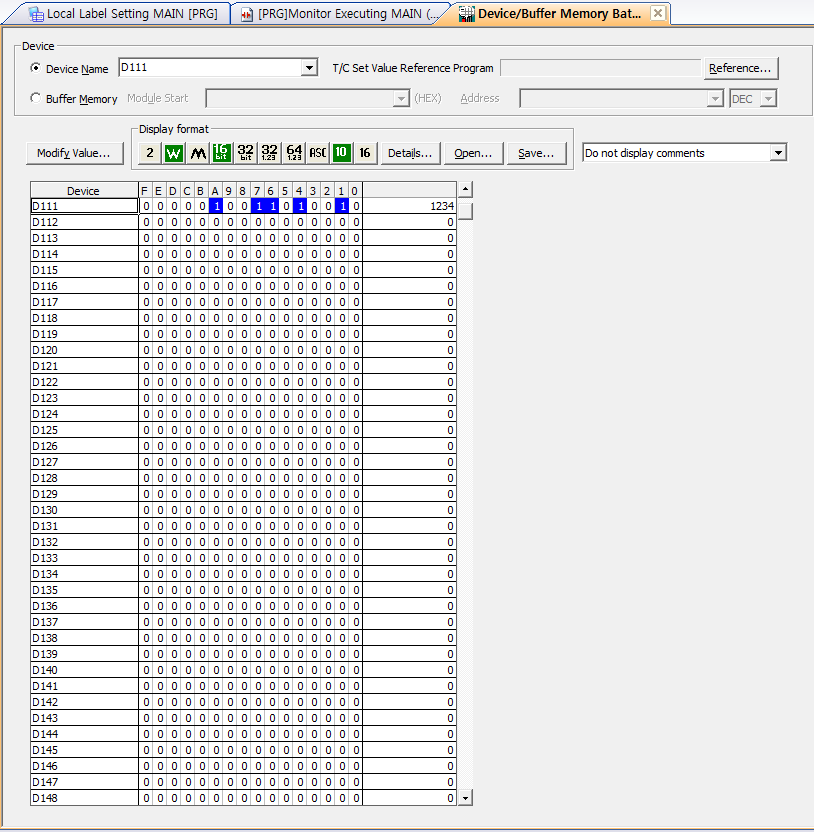 Local Label Setting MAIN [PRG] [PRG]Monitor Executing MAIN (... Device/Buffer Memory Bat...
Device
Device Name D111 T/C Set Value Reference Program Reference...
Buffer Memory Module Start (HEX) Address DEC
Display format
Modify Value... 2 W M 16 bit 32 bit 32 1.23 64 1.23 ASC 10 16 Details... Open... Save... Do not display comments
Device F E D C B A 9 8 7 6 5 4 3 2 1 0
D111 0 0 0 0 0 1 0 0 1 1 0 1 0 0 1 0 1234
D112 0 0 0 0 0 0 0 0 0 0 0 0 0 0 0 0 0
D113 0 0 0 0 0 0 0 0 0 0 0 0 0 0 0 0 0
D114 0 0 0 0 0 0 0 0 0 0 0 0 0 0 0 0 0
D115 0 0 0 0 0 0 0 0 0 0 0 0 0 0 0 0 0
D116 0 0 0 0 0 0 0 0 0 0 0 0 0 0 0 0 0
D117 0 0 0 0 0 0 0 0 0 0 0 0 0 0 0 0 0
D118 0 0 0 0 0 0 0 0 0 0 0 0 0 0 0 0 0
D119 0 0 0 0 0 0 0 0 0 0 0 0 0 0 0 0 0
D120 0 0 0 0 0 0 0 0 0 0 0 0 0 0 0 0 0
D121 0 0 0 0 0 0 0 0 0 0 0 0 0 0 0 0 0
D122 0 0 0 0 0 0 0 0 0 0 0 0 0 0 0 0 0
D123 0 0 0 0 0 0 0 0 0 0 0 0 0 0 0 0 0
D124 0 0 0 0 0 0 0 0 0 0 0 0 0 0 0 0 0
D125 0 0 0 0 0 0 0 0 0 0 0 0 0 0 0 0 0
D126 0 0 0 0 0 0 0 0 0 0 0 0 0 0 0 0 0
D127 0 0 0 0 0 0 0 0 0 0 0 0 0 0 0 0 0
D128 0 0 0 0 0 0 0 0 0 0 0 0 0 0 0 0 0
D129 0 0 0 0 0 0 0 0 0 0 0 0 0 0 0 0 0
D130 0 0 0 0 0 0 0 0 0 0 0 0 0 0 0 0 0
D131 0 0 0 0 0 0 0 0 0 0 0 0 0 0 0 0 0
D132 0 0 0 0 0 0 0 0 0 0 0 0 0 0 0 0 0
D133 0 0 0 0 0 0 0 0 0 0 0 0 0 0 0 0 0
D134 0 0 0 0 0 0 0 0 0 0 0 0 0 0 0 0 0
D135 0 0 0 0 0 0 0 0 0 0 0 0 0 0 0 0 0
D136 0 0 0 0 0 0 0 0 0 0 0 0 0 0 0 0 0
D137 0 0 0 0 0 0 0 0 0 0 0 0 0 0 0 0 0
D138 0 0 0 0 0 0 0 0 0 0 0 0 0 0 0 0 0
D139 0 0 0 0 0 0 0 0 0 0 0 0 0 0 0 0 0
D140 0 0 0 0 0 0 0 0 0 0 0 0 0 0 0 0 0
D141 0 0 0 0 0 0 0 0 0 0 0 0 0 0 0 0 0
D142 0 0 0 0 0 0 0 0 0 0 0 0 0 0 0 0 0
D143 0 0 0 0 0 0 0 0 0 0 0 0 0 0 0 0 0
D144 0 0 0 0 0 0 0 0 0 0 0 0 0 0 0 0 0
D145 0 0 0 0 0 0 0 0 0 0 0 0 0 0 0 0 0
D146 0 0 0 0 0 0 0 0 0 0 0 0 0 0 0 0 0
D147 0 0 0 0 0 0 0 0 0 0 0 0 0 0 0 0 0
D148 0 0 0 0 0 0 0 0 0 0 0 0 0 0 0 0 0